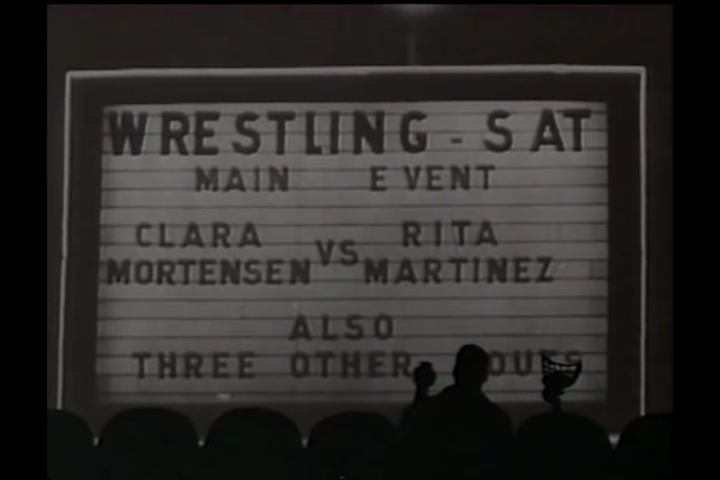 WRESTLING - SAT
MAIN EVENT
CLARA MORTENSEN VS RITA MARTINEZ
ALSO
THREE OTHER